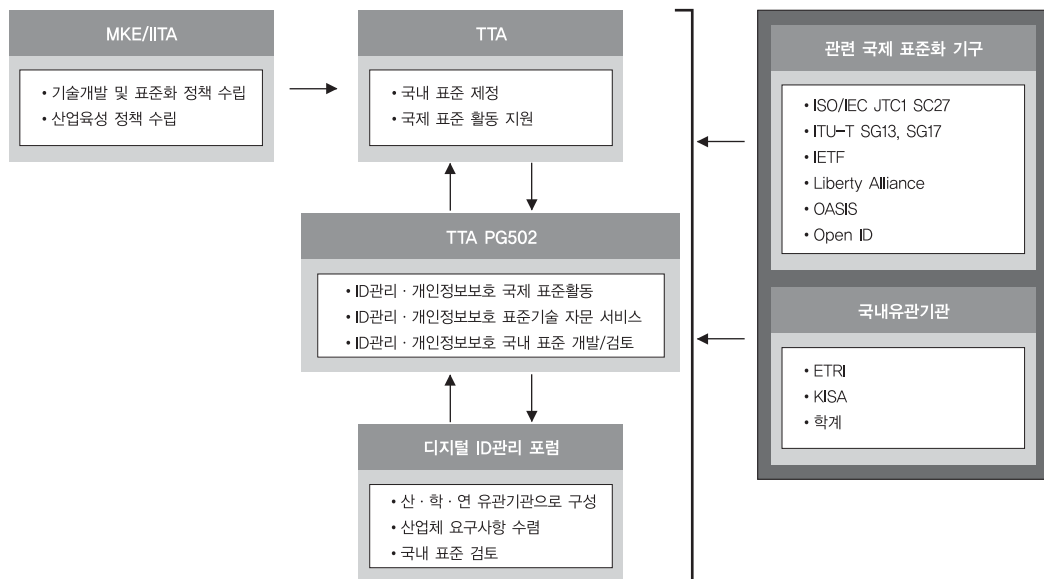 MKE/IITA
• 기술개발 및 표준화 정책 수립
• 산업육성 정책 수립
TTA
• 국내 표준 제정
• 국제 표준 활동 지원
TTA PG502
• ID관리 · 개인정보보호 국제 표준활동
• ID관리 · 개인정보보호 표준기술 자문 서비스
• ID관리 · 개인정보보호 국내 표준 개발/검토
디지털 ID관리 포럼
• 산 · 학 · 연 유관기관으로 구성
• 산업체 요구사항 수렴
• 국내 표준 검토
관련 국제 표준화 기구
• ISO/IEC JTC1 SC27
• ITU-T SG13, SG17
• IETF
• Liberty Alliance
• OASIS
• Open ID
국내유관기관
• ETRI
• KISA
• 학계